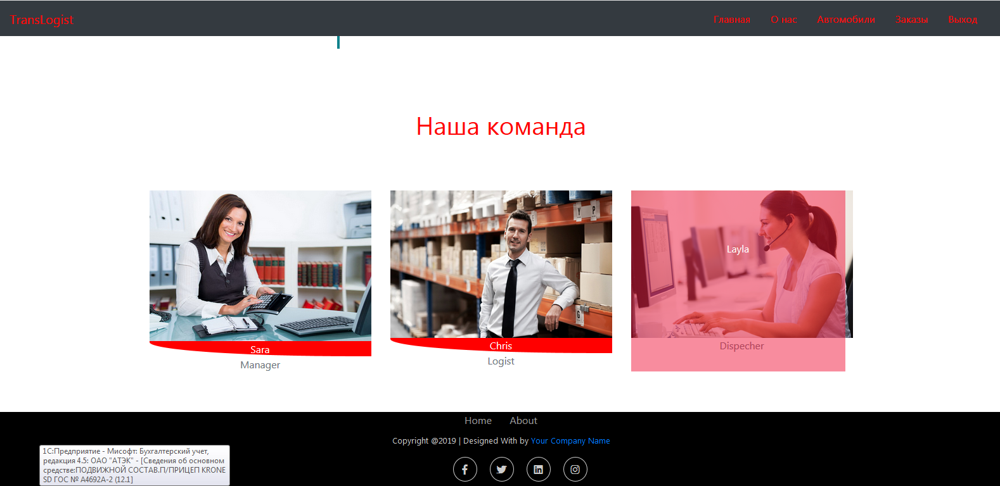 TransLogist
Главная О нас Автомобили Заказы Выход
Наша команда
Y P
G
Layla
Sara
Chris
Dispecher
Manager
Logist
Home About
Copyright @2019 | Designed With by Your Company Name
1С:Предприятие - Мисофт: Бухгалтерский учет,
редакция 4.5: ОАО "АТЭК" - [Сведения об основном
средстве:ПОДВИЖНОЙ СОСТАВ.П/ПРИЦЕП KRONE
SD ГОС № А4692А-2 (12.1]